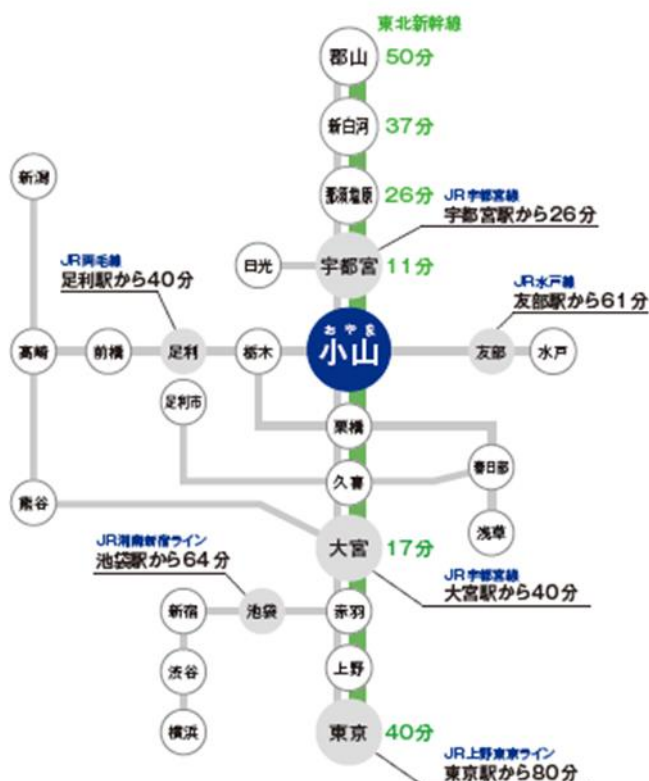 東北新幹線
郡山 50分
新白河 37分
新潟
那須塩原 26分
JR宇都宮線
宇都宮駅から26分
日光 宇都宮 11分
JR両毛線
足利駅から40分
JR水戸線
友部駅から61分
おやま
高崎 前橋 足利 栃木 小山 友部 水戸
足利市
栗橋
春日部
久喜
熊谷
浅草
大宮 17分
JR湘南新宿ライン
池袋駅から64分
JR宇都宮線
大宮駅から40分
新宿 池袋 赤羽
渋谷 上野
横浜 東京 40分
JR上野東京ライン
東京駅から80分